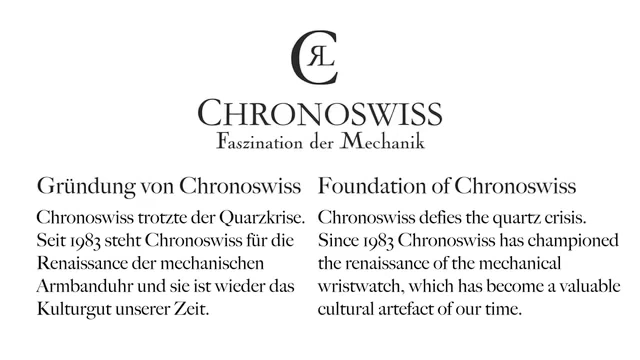 CRL
CHRONOSWISS
Faszination der Mechanik
Gründung von Chronoswiss
Chronoswiss trotzte der Quarzkrise.
Seit 1983 steht Chronoswiss für die
Renaissance der mechanischen
Armbanduhr und sie ist wieder das
Kulturgut unserer Zeit.
Foundation of Chronoswiss
Chronoswiss defies the quartz crisis.
Since 1983 Chronoswiss has championed
the renaissance of the mechanical
wristwatch, which has become a valuable
cultural artefact of our time.